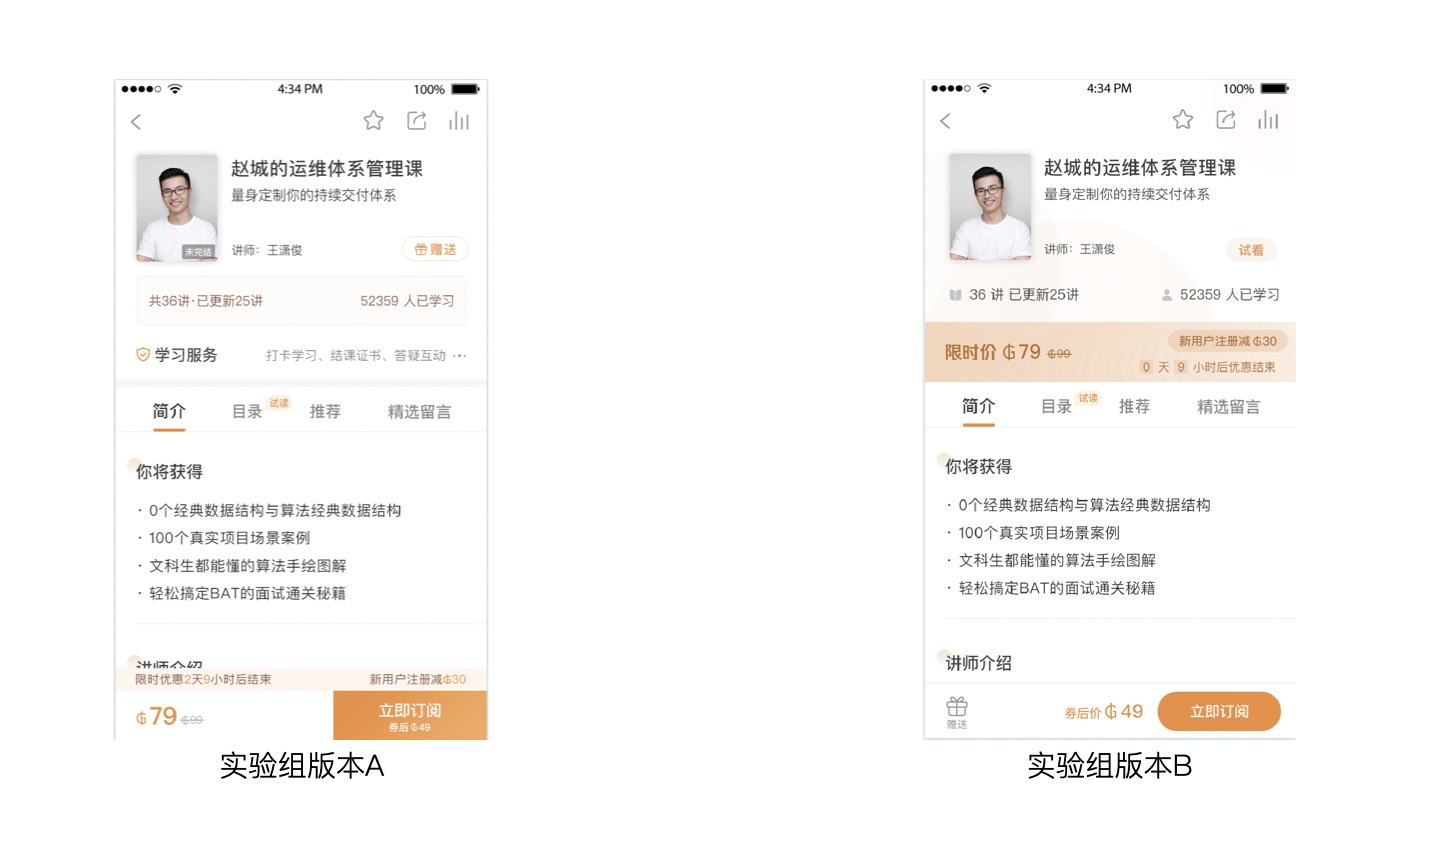 4:34 PM
100%
赵城的运维体系管理课
量身定制你的持续交付体系
未完结
讲师：王潇俊
赠送
共36讲·已更新25讲
52359 人已学习
学习服务
打卡学习、结课证书、答疑互动 ···
简介
目录
试读
推荐
精选留言
你将获得
· 0个经典数据结构与算法经典数据结构
· 100个真实项目场景案例
· 文科生都能懂的算法手绘图解
· 轻松搞定BAT的面试通关秘籍
讲师介绍
限时优惠2天9小时后结束
新用户注册减₲30
₲79 ₲99
立即订阅
券后₲49
实验组版本A
4:34 PM
100%
赵城的运维体系管理课
量身定制你的持续交付体系
讲师：王潇俊
试看
36 讲 已更新25讲
52359 人已学习
限时价 ₲79 ₲99
新用户注册减₲30
0 天 9 小时后优惠结束
简介
目录
试读
推荐
精选留言
你将获得
· 0个经典数据结构与算法经典数据结构
· 100个真实项目场景案例
· 文科生都能懂的算法手绘图解
· 轻松搞定BAT的面试通关秘籍
讲师介绍
赠送
券后价₲49
立即订阅
实验组版本B